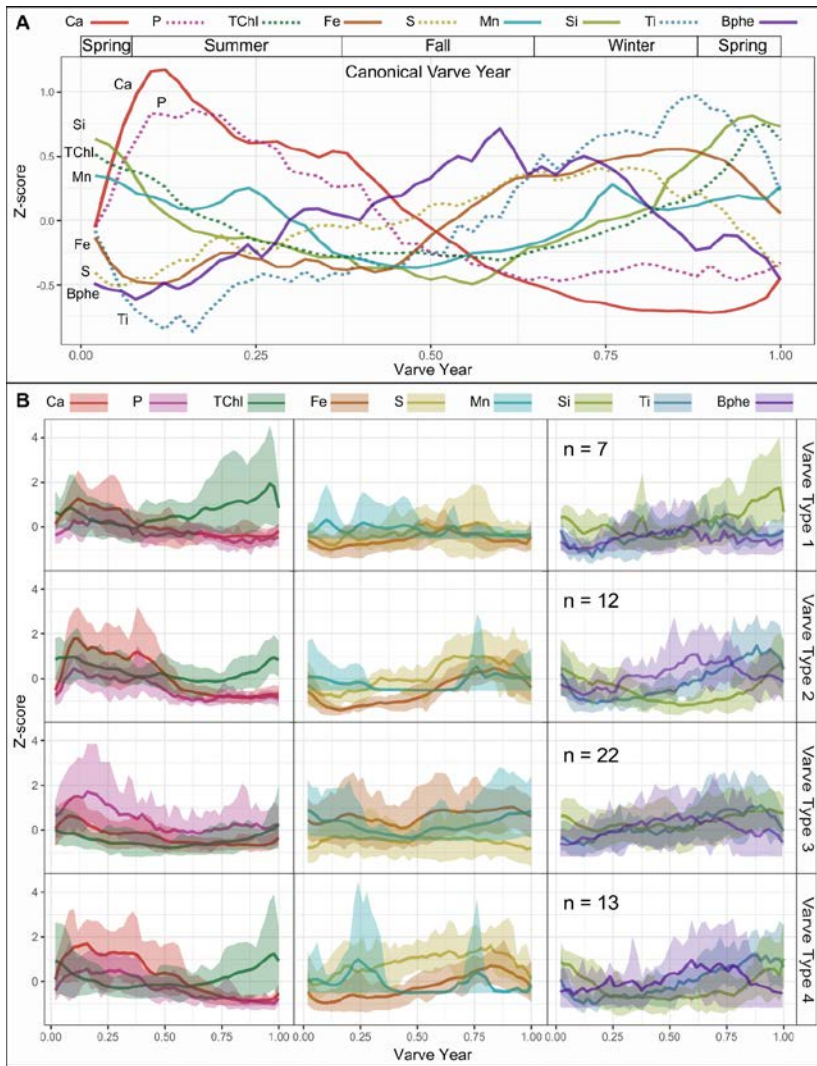 Ca P TChl Fe S Mn Si Ti Bphe
A Spring Summer Fall Winter Spring
Canonical Varve Year
Ca
P
Si
TChl
Mn
Fe
S
Bphe
Ti
1.0
0.5
0.0
-0.5
Z-score
0.00 0.25 0.50 0.75 1.00
Varve Year
B Ca P TChl Fe S Mn Si Ti Bphe
4
2
0
n = 7
Varve Type 1
4
2
0
n = 12
Varve Type 2
4
2
0
n = 22
Varve Type 3
4
2
0
n = 13
Varve Type 4
Z-score
0.00 0.25 0.50 0.75 1.00 0.00 0.25 0.50 0.75 1.00 0.00 0.25 0.50 0.75 1.00
Varve Year